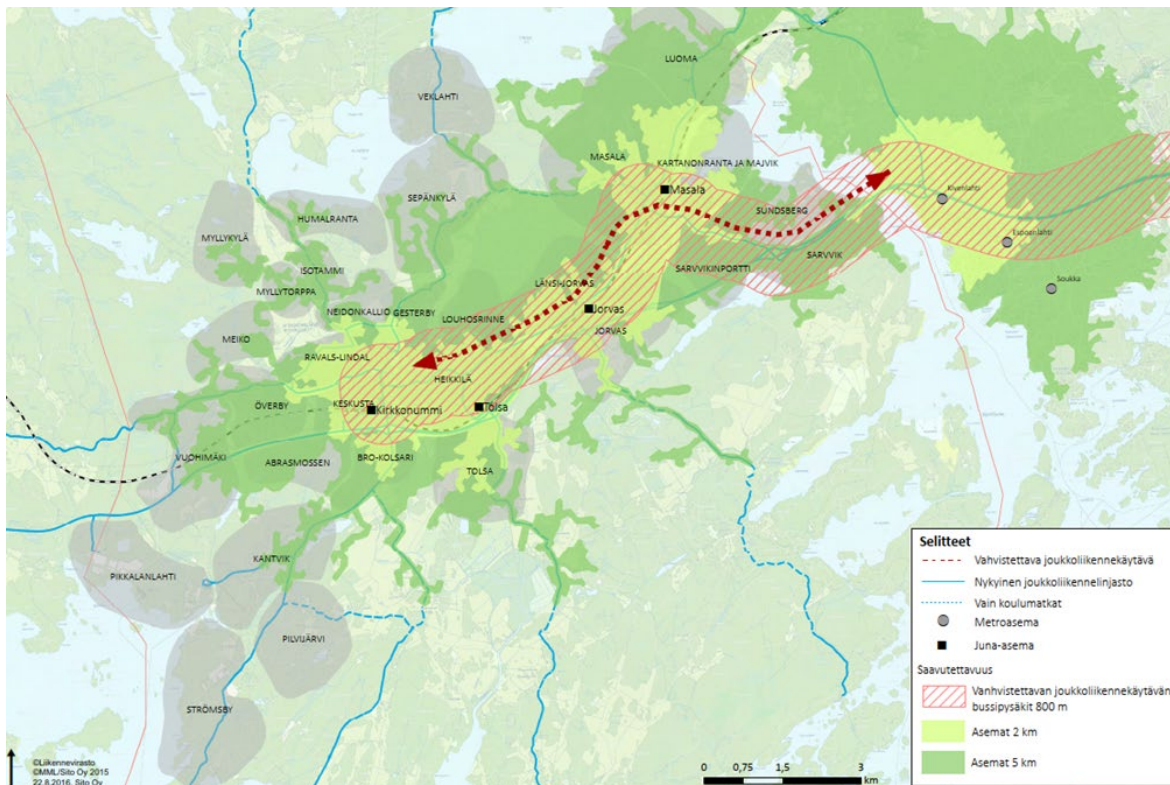 LUOMA
VEKLAHTI
MASALA
KARTANONRANTA JA MAJVIK
Masala
SEPÄNKYLÄ
Kivenlahti
SUNDSBERG
HUMALRANTA
MYLLYKYLÄ
Espoonlahti
SARVVIK
SARVVIKINPORTTI
ISOTAMMI
LÄNSI-JORVAS
Soukka
MYLLYTORPPA
NEIDONKALLIO
GESTERBY
Jorvas
LOUHOSRINNE
JORVAS
MEIKO
RAVALS-LINDAL
HEIKKILÄ
ÖVERBY
KESKUSTA
Kirkkonummi
Tolsa
VUOHIMÄKI
ABRASMOSSEN
BRO-KOLSARI
TOLSA
KANTVIK
PIKKALANLAHTI
PILVIJÄRVI
STRÖMSBY
Selitteet
Vahvistettava joukkoliikennekäytävä
Nykyinen joukkoliikennelinjasto
Vain koulumatkat
Metroasema
Juna-asema
Saavutettavuus
Vanhvistettavan joukkoliikennekäytävän
bussipysäkit 800 m
Asemat 2 km
Asemat 5 km
0 0,75 1,5 3
km
©Liikennevirasto
©MML/Sito Oy 2015
22.8.2016, Sito Oy